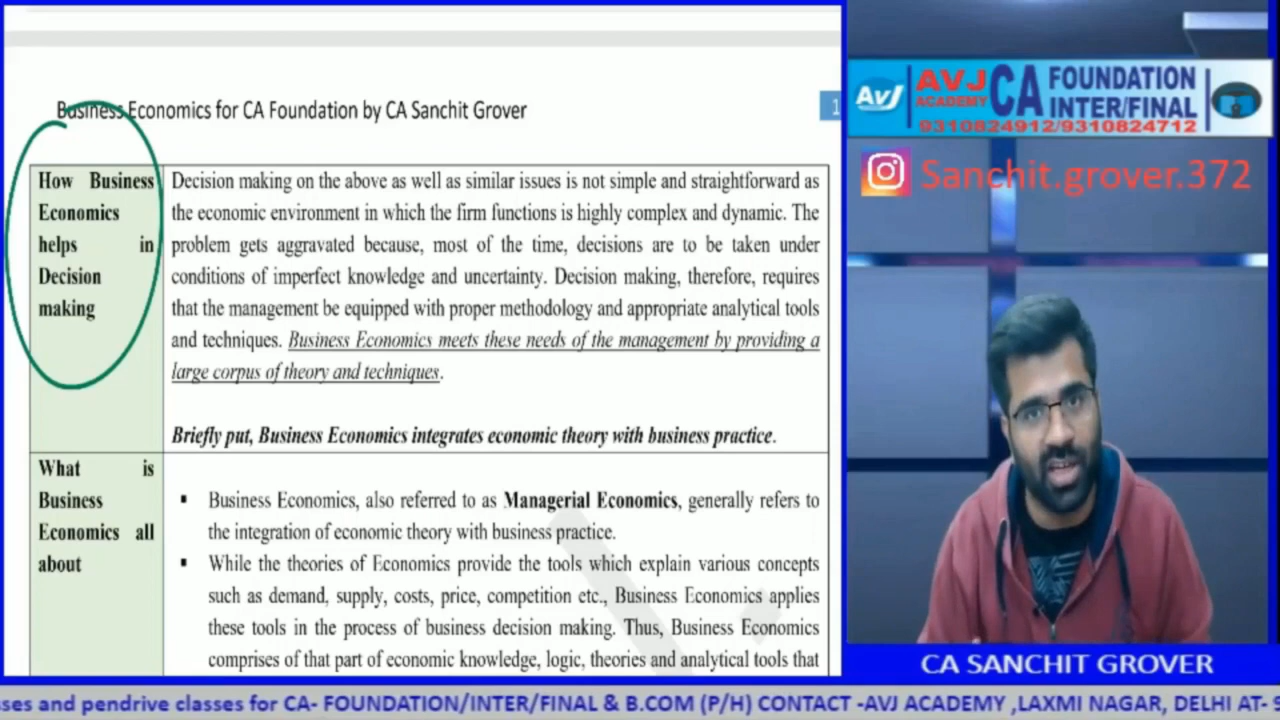 Business Economics for CA Foundation by CA Sanchit Grover
1
How Business
Economics
helps in
Decision
making
Decision making on the above as well as similar issues is not simple and straightforward as
the economic environment in which the firm functions is highly complex and dynamic. The
problem gets aggravated because, most of the time, decisions are to be taken under
conditions of imperfect knowledge and uncertainty. Decision making, therefore, requires
that the management be equipped with proper methodology and appropriate analytical tools
and techniques. Business Economics meets these needs of the management by providing a
large corpus of theory and techniques.
Briefly put, Business Economics integrates economic theory with business practice.
What is
Business
Economics all
about
▪ Business Economics, also referred to as Managerial Economics, generally refers to
the integration of economic theory with business practice.
▪ While the theories of Economics provide the tools which explain various concepts
such as demand, supply, costs, price, competition etc., Business Economics applies
these tools in the process of business decision making. Thus, Business Economics
comprises of that part of economic knowledge, logic, theories and analytical tools that
AVJ
AVJ
ACADEMY
CA
FOUNDATION
INTER/FINAL
9310824912/9310824712
Sanchit.grover.372
CA SANCHIT GROVER
sses and pendrive classes for CA- FOUNDATION/INTER/FINAL & B.COM (P/H) CONTACT -AVJ ACADEMY ,LAXMI NAGAR, DELHI AT-